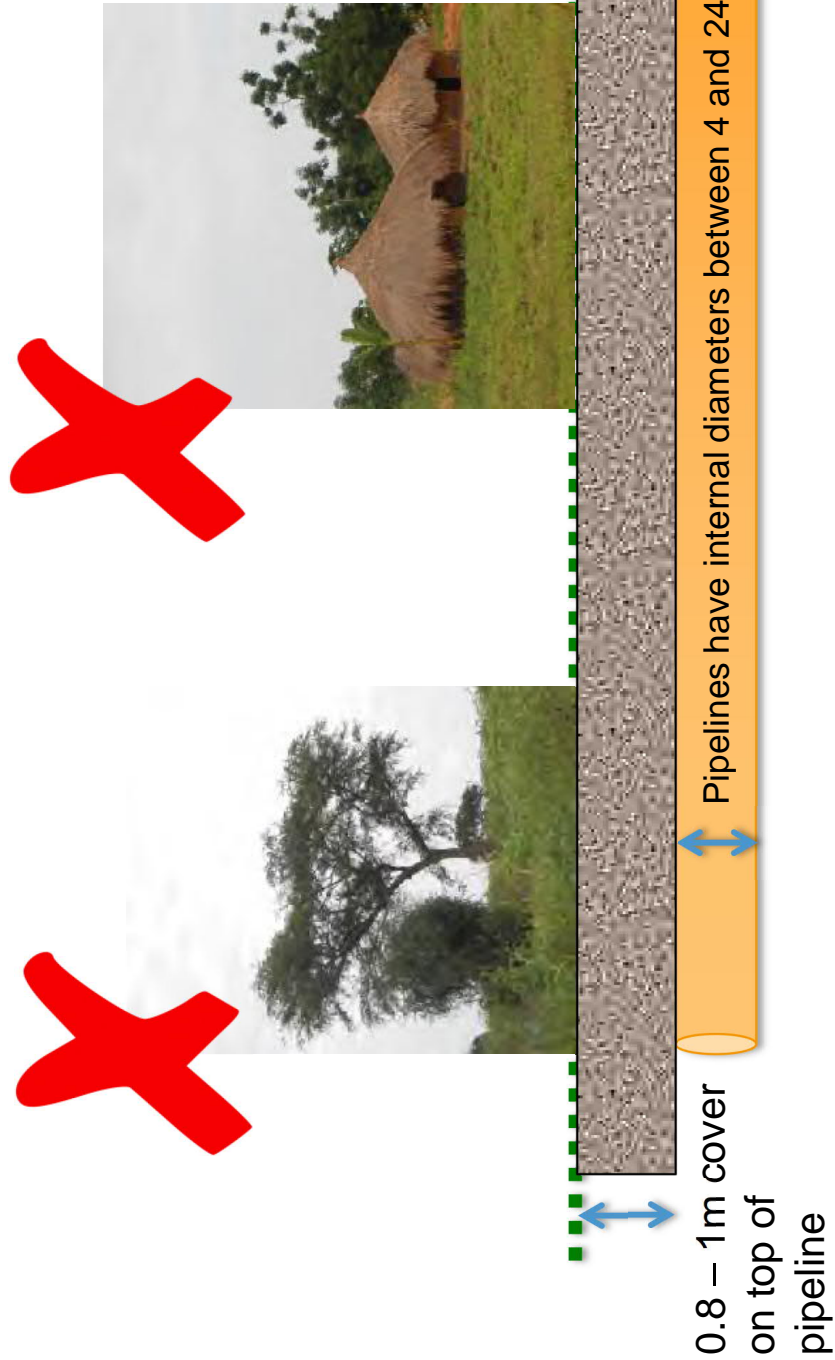 0.8 – 1m cover
on top of
pipeline
Pipelines have internal diameters between 4 and 24